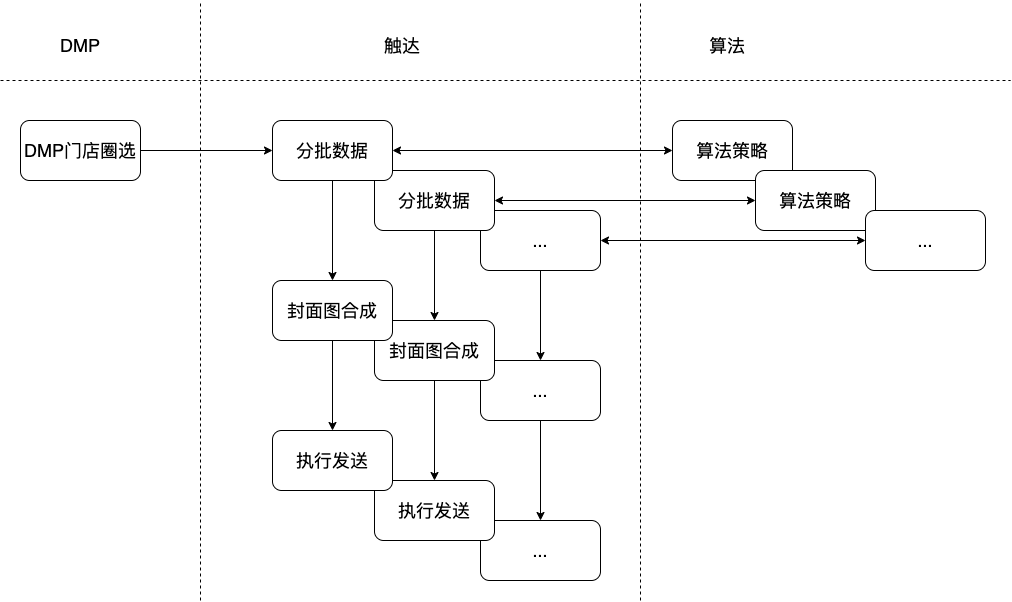 DMP
触达
算法
DMP门店圈选
分批数据
算法策略
分批数据
算法策略
...
...
封面图合成
封面图合成
...
执行发送
执行发送
...